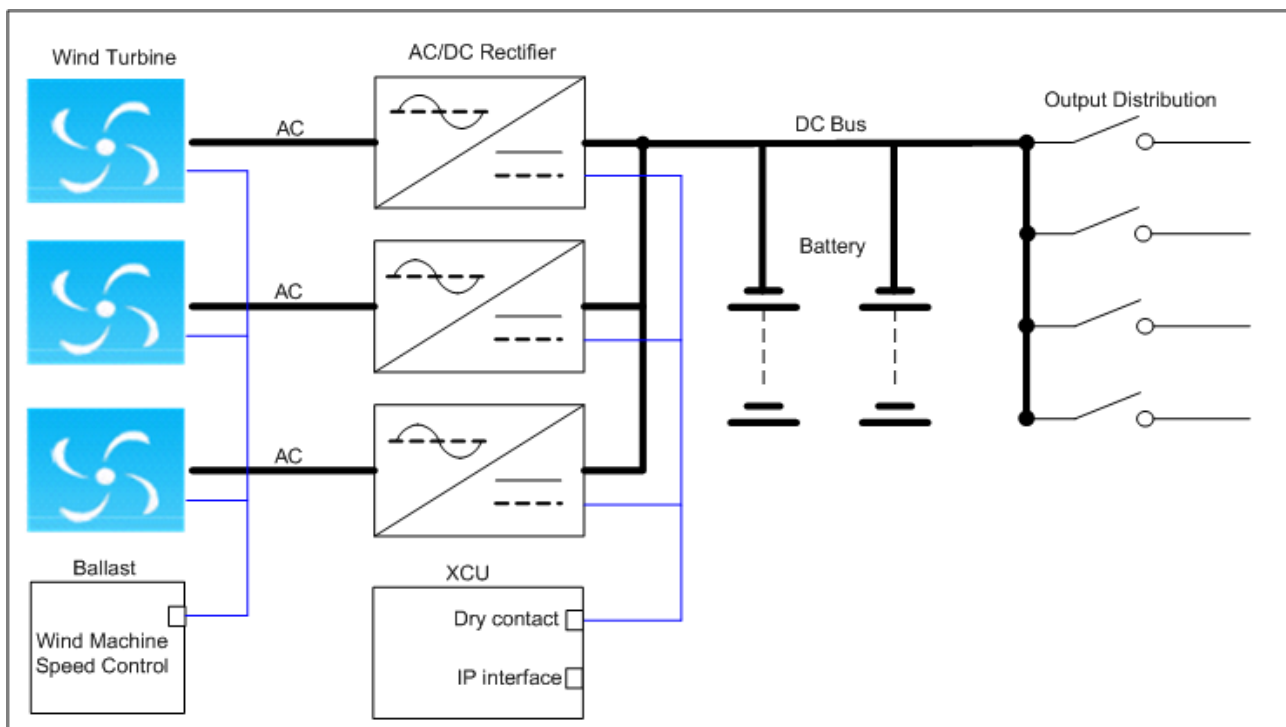 Wind Turbine
AC/DC Rectifier
Output Distribution
AC
DC Bus
Battery
AC
AC
Ballast
XCU
Wind Machine
Speed Control
Dry contact
IP interface